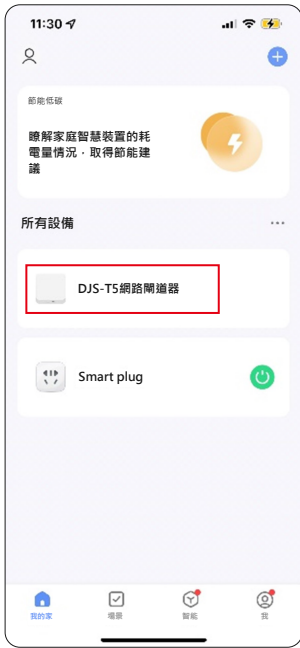 11:30
節能低碳
瞭解家庭智慧裝置的耗
電量情況，取得節能建
議
所有設備
DJS-T5網路閘道器
Smart plug
我的家
場景
智能
我